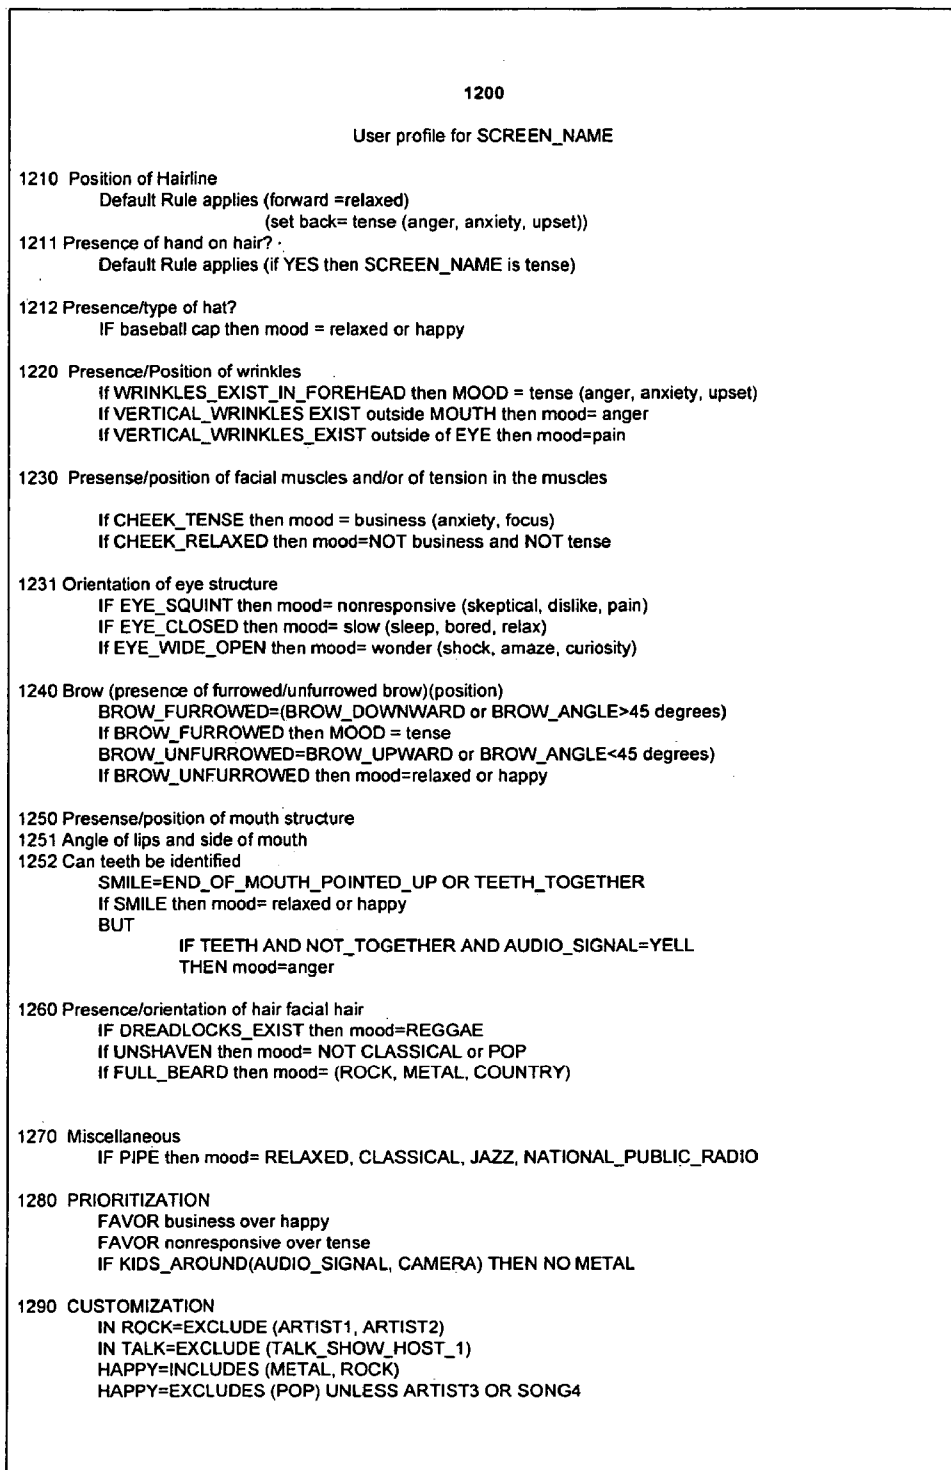 1200
User profile for SCREEN_NAME
1210 Position of Hairline
Default Rule applies (forward =relaxed)
(set back= tense (anger, anxiety, upset))
1211 Presence of hand on hair?
Default Rule applies (if YES then SCREEN_NAME is tense)
1212 Presence/type of hat?
IF baseball cap then mood = relaxed or happy
1220 Presence/Position of wrinkles
If WRINKLES_EXIST_IN_FOREHEAD then MOOD = tense (anger, anxiety, upset)
If VERTICAL_WRINKLES EXIST outside MOUTH then mood= anger
If VERTICAL_WRINKLES_EXIST outside of EYE then mood=pain
1230 Presense/position of facial muscles and/or of tension in the muscles
If CHEEK_TENSE then mood = business (anxiety, focus)
If CHEEK_RELAXED then mood=NOT business and NOT tense
1231 Orientation of eye structure
IF EYE_SQUINT then mood= nonresponsive (skeptical, dislike, pain)
IF EYE_CLOSED then mood= slow (sleep, bored, relax)
If EYE_WIDE_OPEN then mood= wonder (shock, amaze, curiosity)
1240 Brow (presence of furrowed/unfurrowed brow)(position)
BROW_FURROWED=(BROW_DOWNWARD or BROW_ANGLE>45 degrees)
If BROW_FURROWED then MOOD = tense
BROW_UNFURROWED=BROW_UPWARD or BROW_ANGLE<45 degrees)
If BROW_UNFURROWED then mood=relaxed or happy
1250 Presense/position of mouth structure
1251 Angle of lips and side of mouth
1252 Can teeth be identified
SMILE=END_OF_MOUTH_POINTED_UP OR TEETH_TOGETHER
If SMILE then mood= relaxed or happy
BUT
IF TEETH AND NOT_TOGETHER AND AUDIO_SIGNAL=YELL
THEN mood=anger
1260 Presence/orientation of hair facial hair
IF DREADLOCKS_EXIST then mood=REGGAE
If UNSHAVEN then mood= NOT CLASSICAL or POP
If FULL_BEARD then mood= (ROCK, METAL, COUNTRY)
1270 Miscellaneous
IF PIPE then mood= RELAXED, CLASSICAL, JAZZ, NATIONAL_PUBLIC_RADIO
1280 PRIORITIZATION
FAVOR business over happy
FAVOR nonresponsive over tense
IF KIDS_AROUND(AUDIO_SIGNAL, CAMERA) THEN NO METAL
1290 CUSTOMIZATION
IN ROCK=EXCLUDE (ARTIST1, ARTIST2)
IN TALK=EXCLUDE (TALK_SHOW_HOST_1)
HAPPY=INCLUDES (METAL, ROCK)
HAPPY=EXCLUDES (POP) UNLESS ARTIST3 OR SONG4